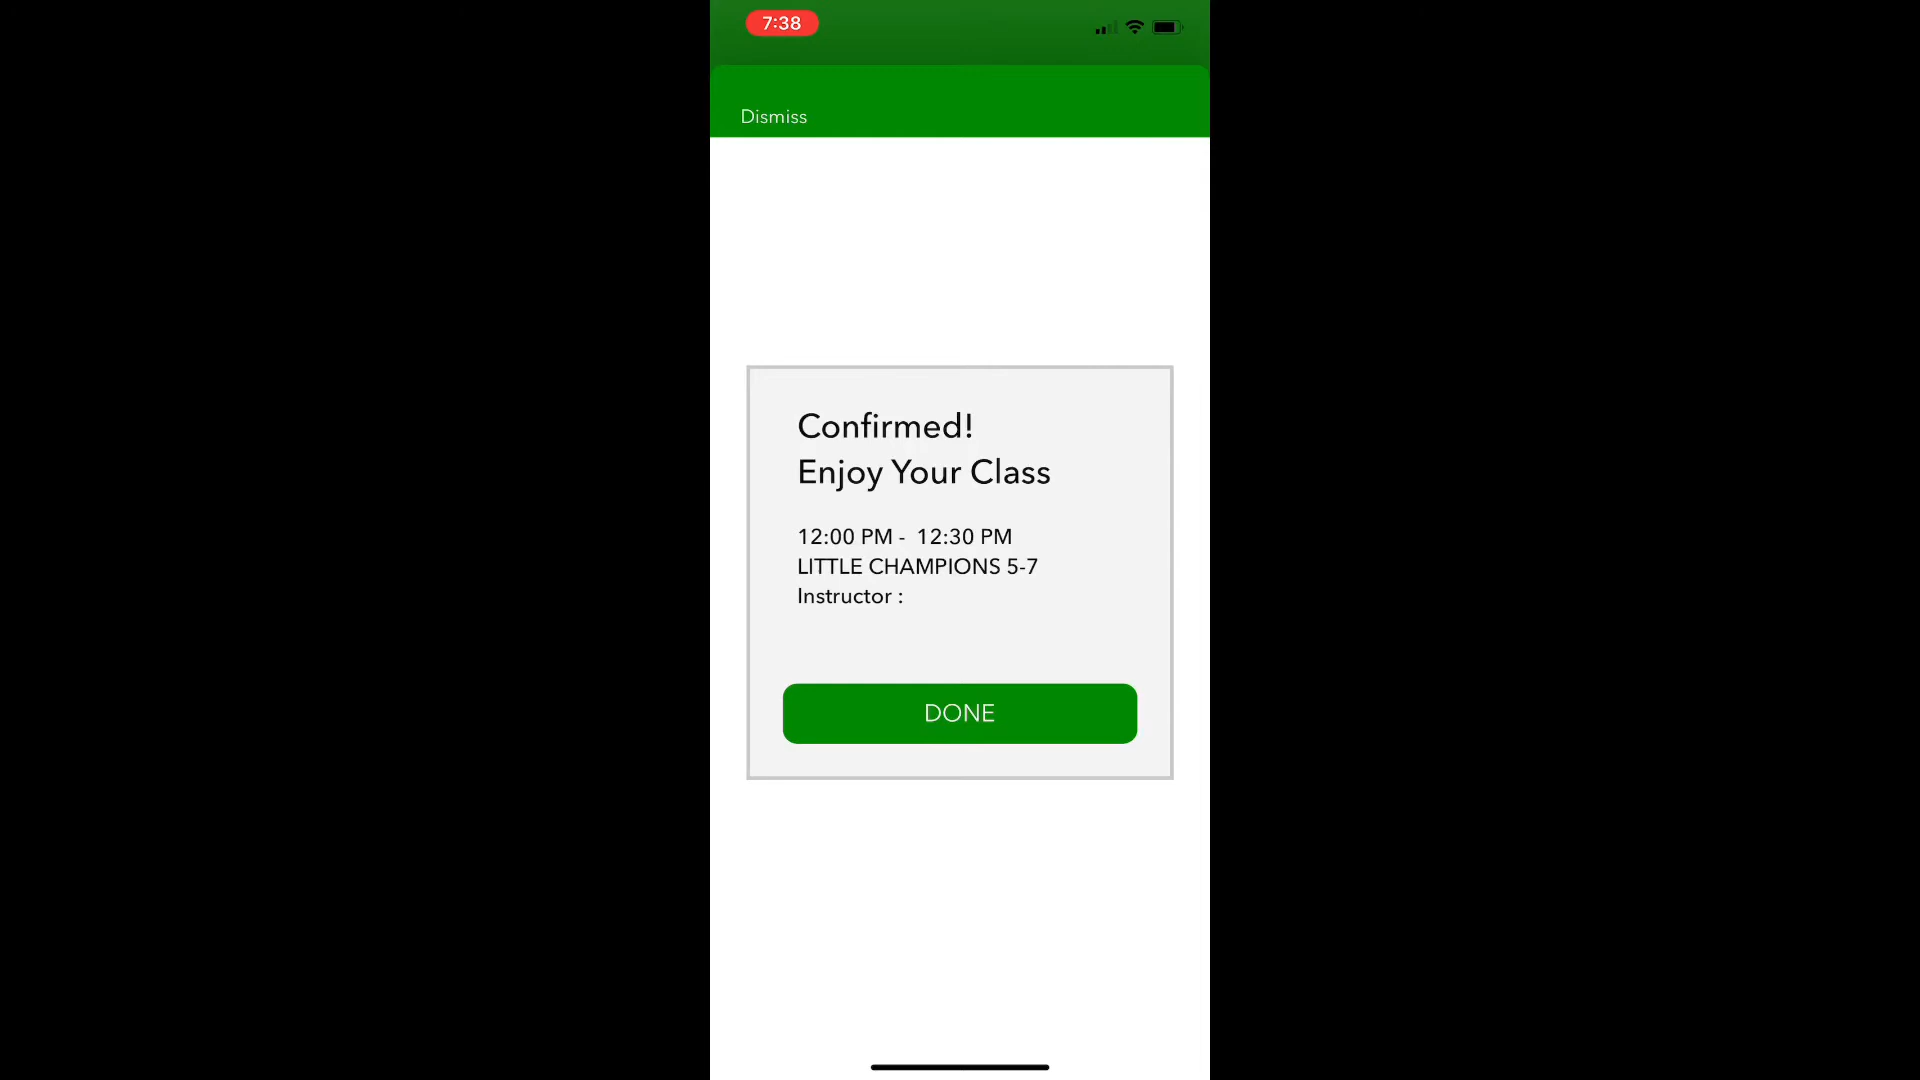 7:38
Dismiss
Confirmed!
Enjoy Your Class
12:00 PM -  12:30 PM
LITTLE CHAMPIONS 5-7
Instructor :
DONE